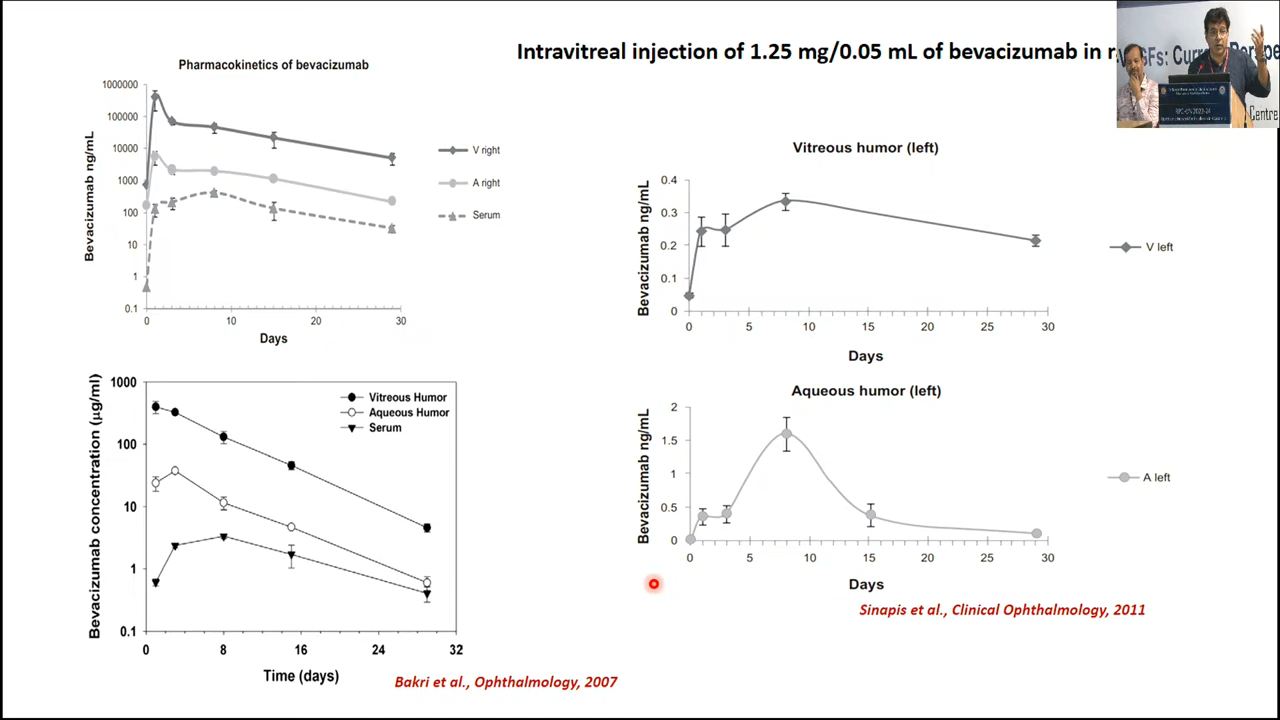 Intravitreal injection of 1.25 mg/0.05 mL of bevacizumab in r
Pharmacokinetics of bevacizumab
Bevacizumab ng/mL
1000000
100000
10000
1000
100
10
1
0.1
0
10
20
30
Days
V right
A right
Serum
Vitreous humor (left)
Bevacizumab ng/mL
0.4
0.3
0.2
0.1
0
0
5
10
15
20
25
30
Days
V left
Bevacizumab concentration (µg/ml)
1000
100
10
1
0.1
0
8
16
24
32
Time (days)
Vitreous Humor
Aqueous Humor
Serum
Bakri et al., Ophthalmology, 2007
Aqueous humor (left)
Bevacizumab ng/mL
2
1.5
1
0.5
0
0
5
10
15
20
25
30
Days
A left
Sinapis et al., Clinical Ophthalmology, 2011
Fs: Cur
Centre